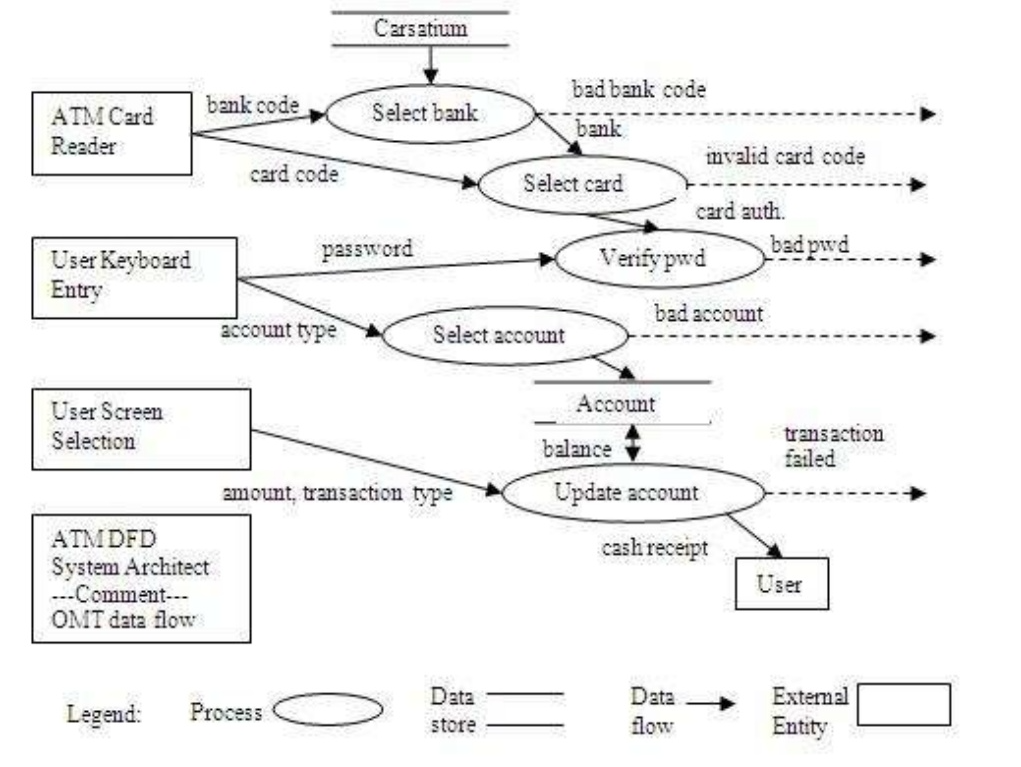 Carsatium
bank code
bad bank code
ATM Card
Reader
Select bank
bank
invalid card code
card code
Select card
card auth.
User Keyboard
Entry
password
Verify pwd
bad pwd
account type
Select account
bad account
User Screen
Selection
Account
balance
transaction
failed
amount, transaction type
Update account
ATM DFD
System Architect
---Comment---
OMT data flow
cash receipt
User
Legend:
Process
Data
store
Data
flow
External
Entity